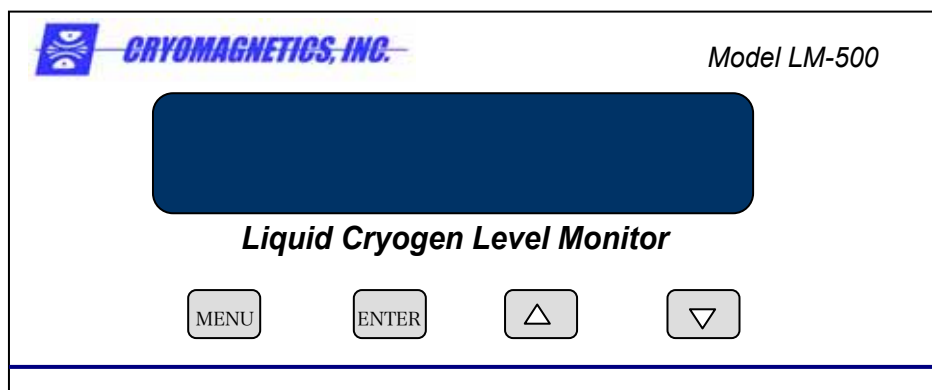 CRYOMAGNETICS, INC.
Model LM-500
Liquid Cryogen Level Monitor
MENU ENTER